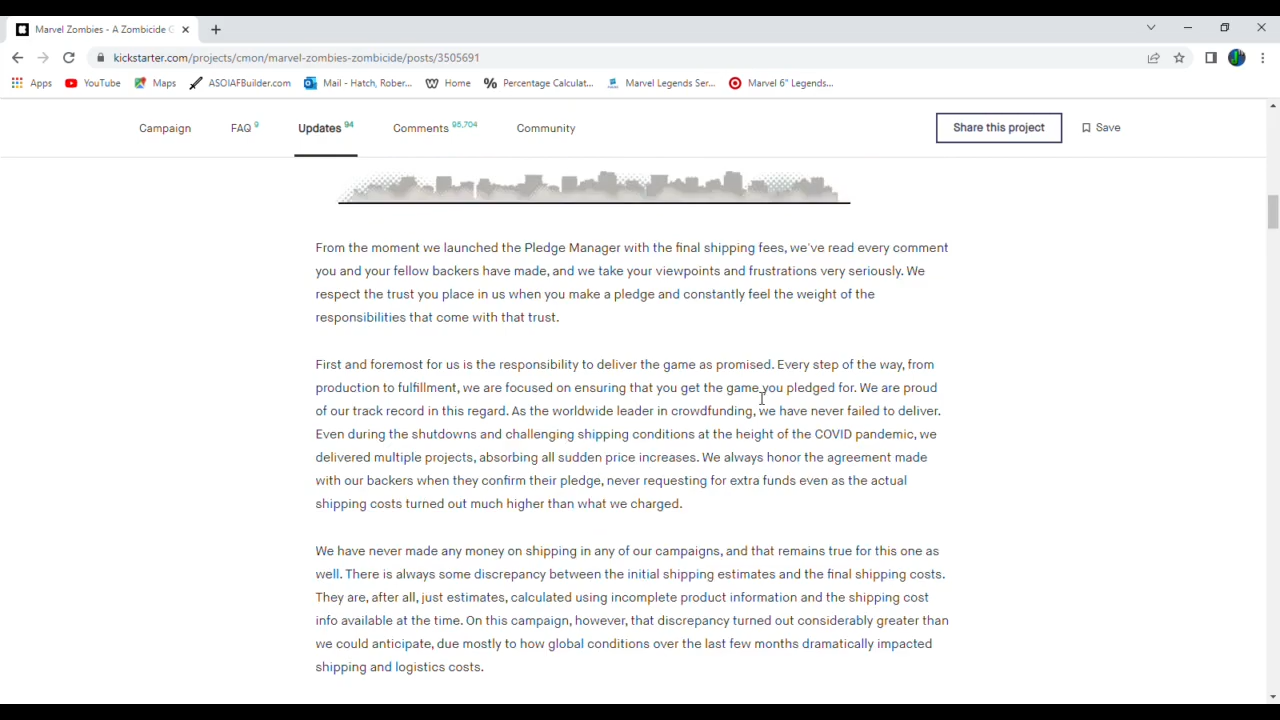 Marvel Zombies - A Zombicide G
kickstarter.com/projects/cmon/marvel-zombies-zombicide/posts/3505691
Apps YouTube Maps ASOIAFBuilder.com Mail - Hatch, Rober... Home Percentage Calculat... Marvel Legends Ser... Marvel 6" Legends...
Campaign FAQ 9 Updates 94 Comments 96,704 Community Share this project Save
From the moment we launched the Pledge Manager with the final shipping fees, we've read every comment
you and your fellow backers have made, and we take your viewpoints and frustrations very seriously. We
respect the trust you place in us when you make a pledge and constantly feel the weight of the
responsibilities that come with that trust.
First and foremost for us is the responsibility to deliver the game as promised. Every step of the way, from
production to fulfillment, we are focused on ensuring that you get the game you pledged for. We are proud
of our track record in this regard. As the worldwide leader in crowdfunding, we have never failed to deliver.
Even during the shutdowns and challenging shipping conditions at the height of the COVID pandemic, we
delivered multiple projects, absorbing all sudden price increases. We always honor the agreement made
with our backers when they confirm their pledge, never requesting for extra funds even as the actual
shipping costs turned out much higher than what we charged.
We have never made any money on shipping in any of our campaigns, and that remains true for this one as
well. There is always some discrepancy between the initial shipping estimates and the final shipping costs.
They are, after all, just estimates, calculated using incomplete product information and the shipping cost
info available at the time. On this campaign, however, that discrepancy turned out considerably greater than
we could anticipate, due mostly to how global conditions over the last few months dramatically impacted
shipping and logistics costs.